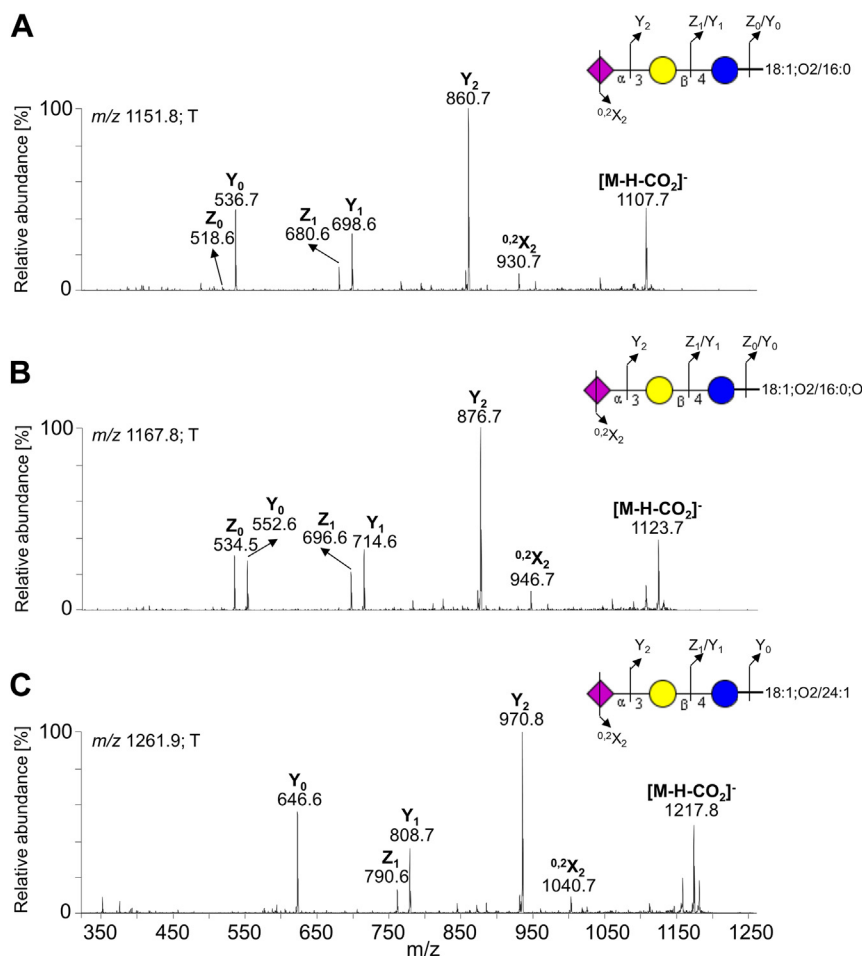 A
Y2 Z1/Y1 Z0/Y0
α 3 β 4 18:1;O2/16:0
0,2X2
Relative abundance [%]
100
0
m/z 1151.8; T
Z0
518.6
Y0
536.7
Z1
680.6
Y1
698.6
Y2
860.7
0,2X2
930.7
[M-H-CO2]-
1107.7
B
Y2 Z1/Y1 Z0/Y0
α 3 β 4 18:1;O2/16:0;O
0,2X2
Relative abundance [%]
100
0
m/z 1167.8; T
Z0
534.5
Y0
552.6
Z1
696.6
Y1
714.6
Y2
876.7
0,2X2
946.7
[M-H-CO2]-
1123.7
C
Y2 Z1/Y1 Y0
α 3 β 4 18:1;O2/24:1
0,2X2
Relative abundance [%]
100
0
m/z 1261.9; T
Y0
646.6
Z1
790.6
Y1
808.7
Y2
970.8
0,2X2
1040.7
[M-H-CO2]-
1217.8
350 450 550 650 750 850 950 1050 1150 1250
m/z